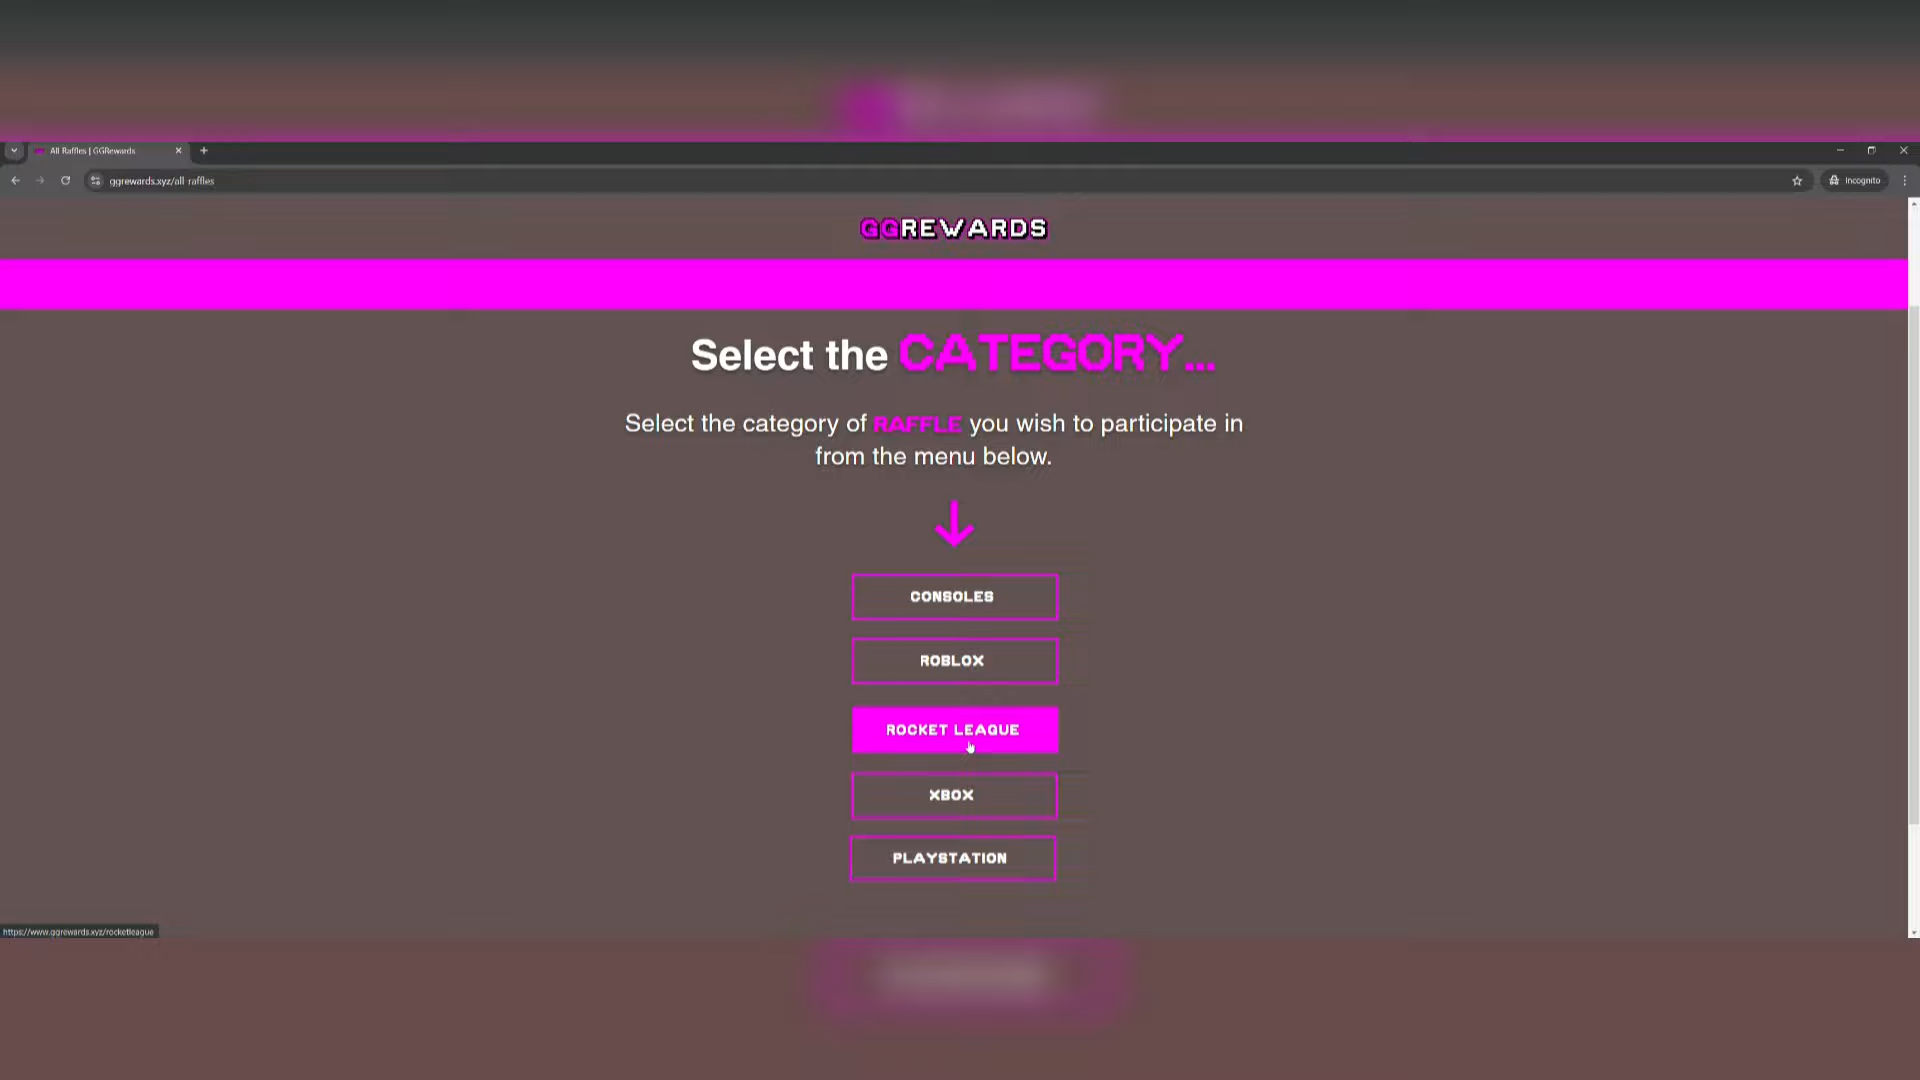 All Raffles | GGRewards
ggrewards.xyz/all raffles
Incognito
GGREWARDS
Select the CATEGORY...
Select the category of RAFFLE you wish to participate in
from the menu below.
CONSOLES
ROBLOX
ROCKET LEAGUE
XBOX
PLAYSTATION
https://www.ggrewards.xyz/rocketleague